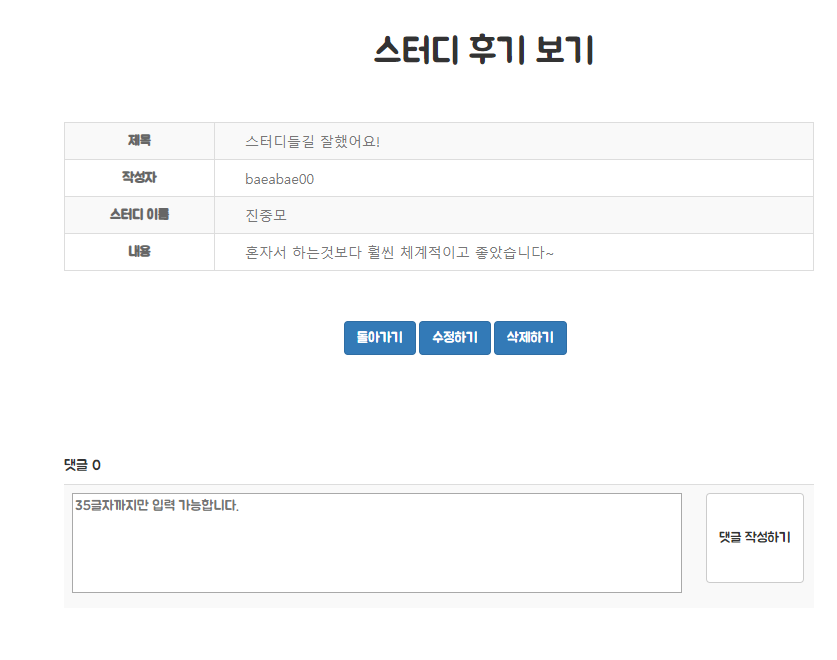 스터디 후기 보기
제목 스터디들길 잘했어요!
작성자 baeabae00
스터디 이름 진중모
내용 혼자서 하는것보다 훨씬 체계적이고 좋았습니다~
돌아가기 수정하기 삭제하기
댓글 0
35글자까지만 입력 가능합니다.
댓글 작성하기